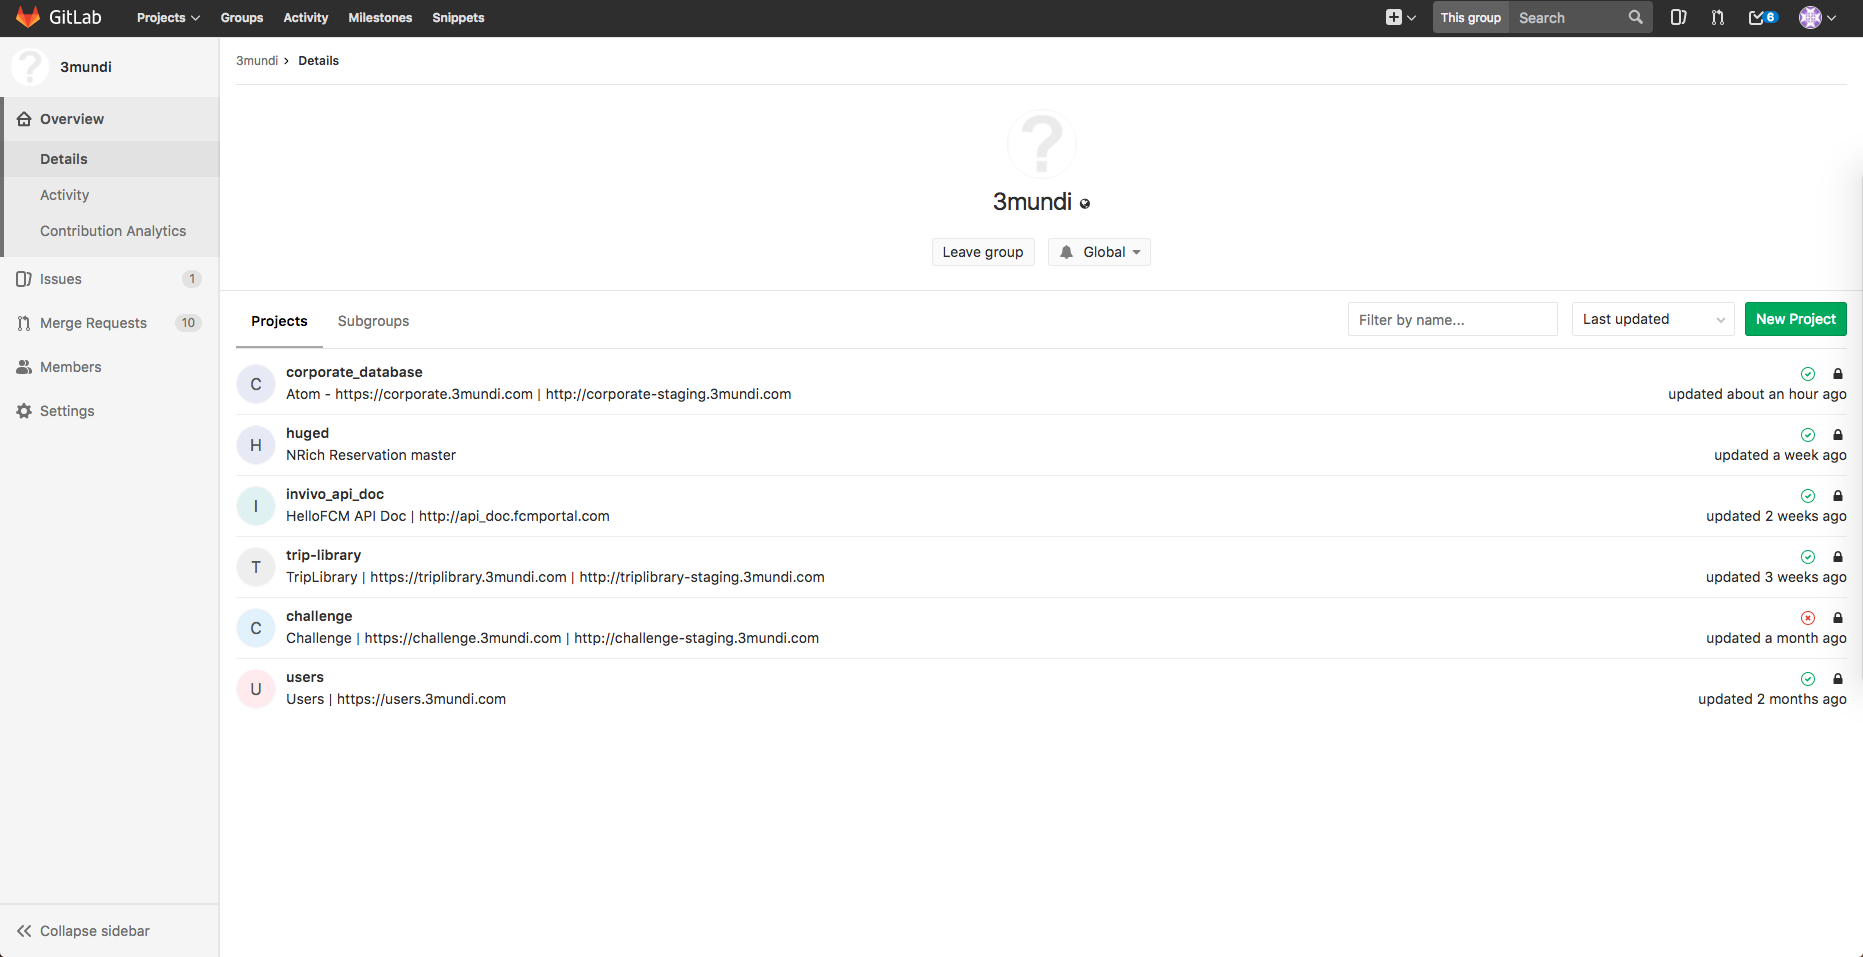 GitLab Projects Groups Activity Milestones Snippets This group Search 6
3mundi
3mundi › Details
Overview
Details
Activity
Contribution Analytics
Issues 1
Merge Requests 10
Members
Settings
Collapse sidebar
?
3mundi
Leave group Global
Projects Subgroups Filter by name... Last updated New Project
C corporate_database
Atom - https://corporate.3mundi.com | http://corporate-staging.3mundi.com updated about an hour ago
H huged
NRich Reservation master updated a week ago
I invivo_api_doc
HelloFCM API Doc | http://api_doc.fcmportal.com updated 2 weeks ago
T trip-library
TripLibrary | https://triplibrary.3mundi.com | http://triplibrary-staging.3mundi.com updated 3 weeks ago
C challenge
Challenge | https://challenge.3mundi.com | http://challenge-staging.3mundi.com updated a month ago
U users
Users | https://users.3mundi.com updated 2 months ago